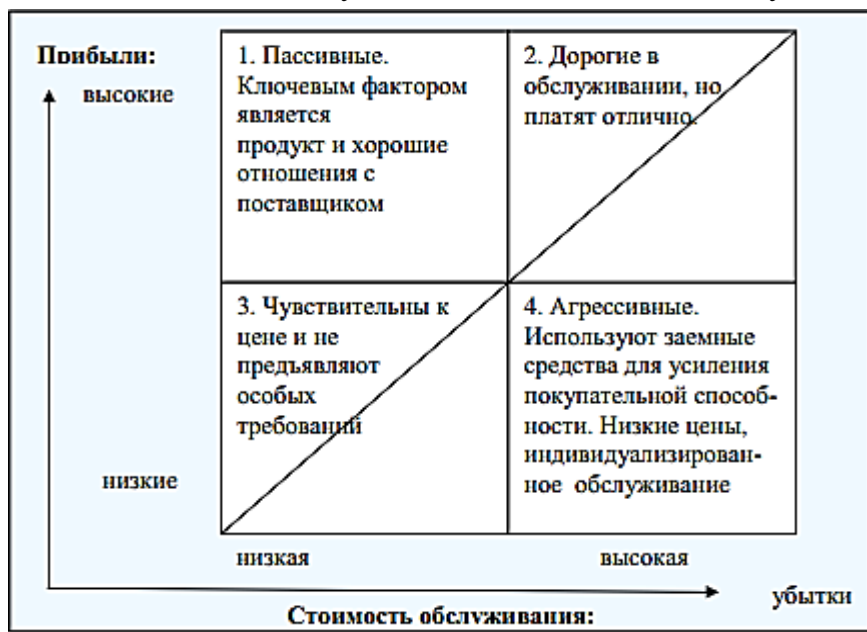 Прибыли:
высокие
1. Пассивные.
Ключевым фактором
является
продукт и хорошие
отношения с
поставщиком
2. Дорогие в
обслуживании, но
платят отлично.
3. Чувствительны к
цене и не
предъявляют
особых
требований
4. Агрессивные.
Используют заемные
средства для усиления
покупательной способ-
ности. Низкие цены,
индивидуализирован-
ное обслуживание
низкие
низкая
высокая
убытки
Стоимость обслуживания: